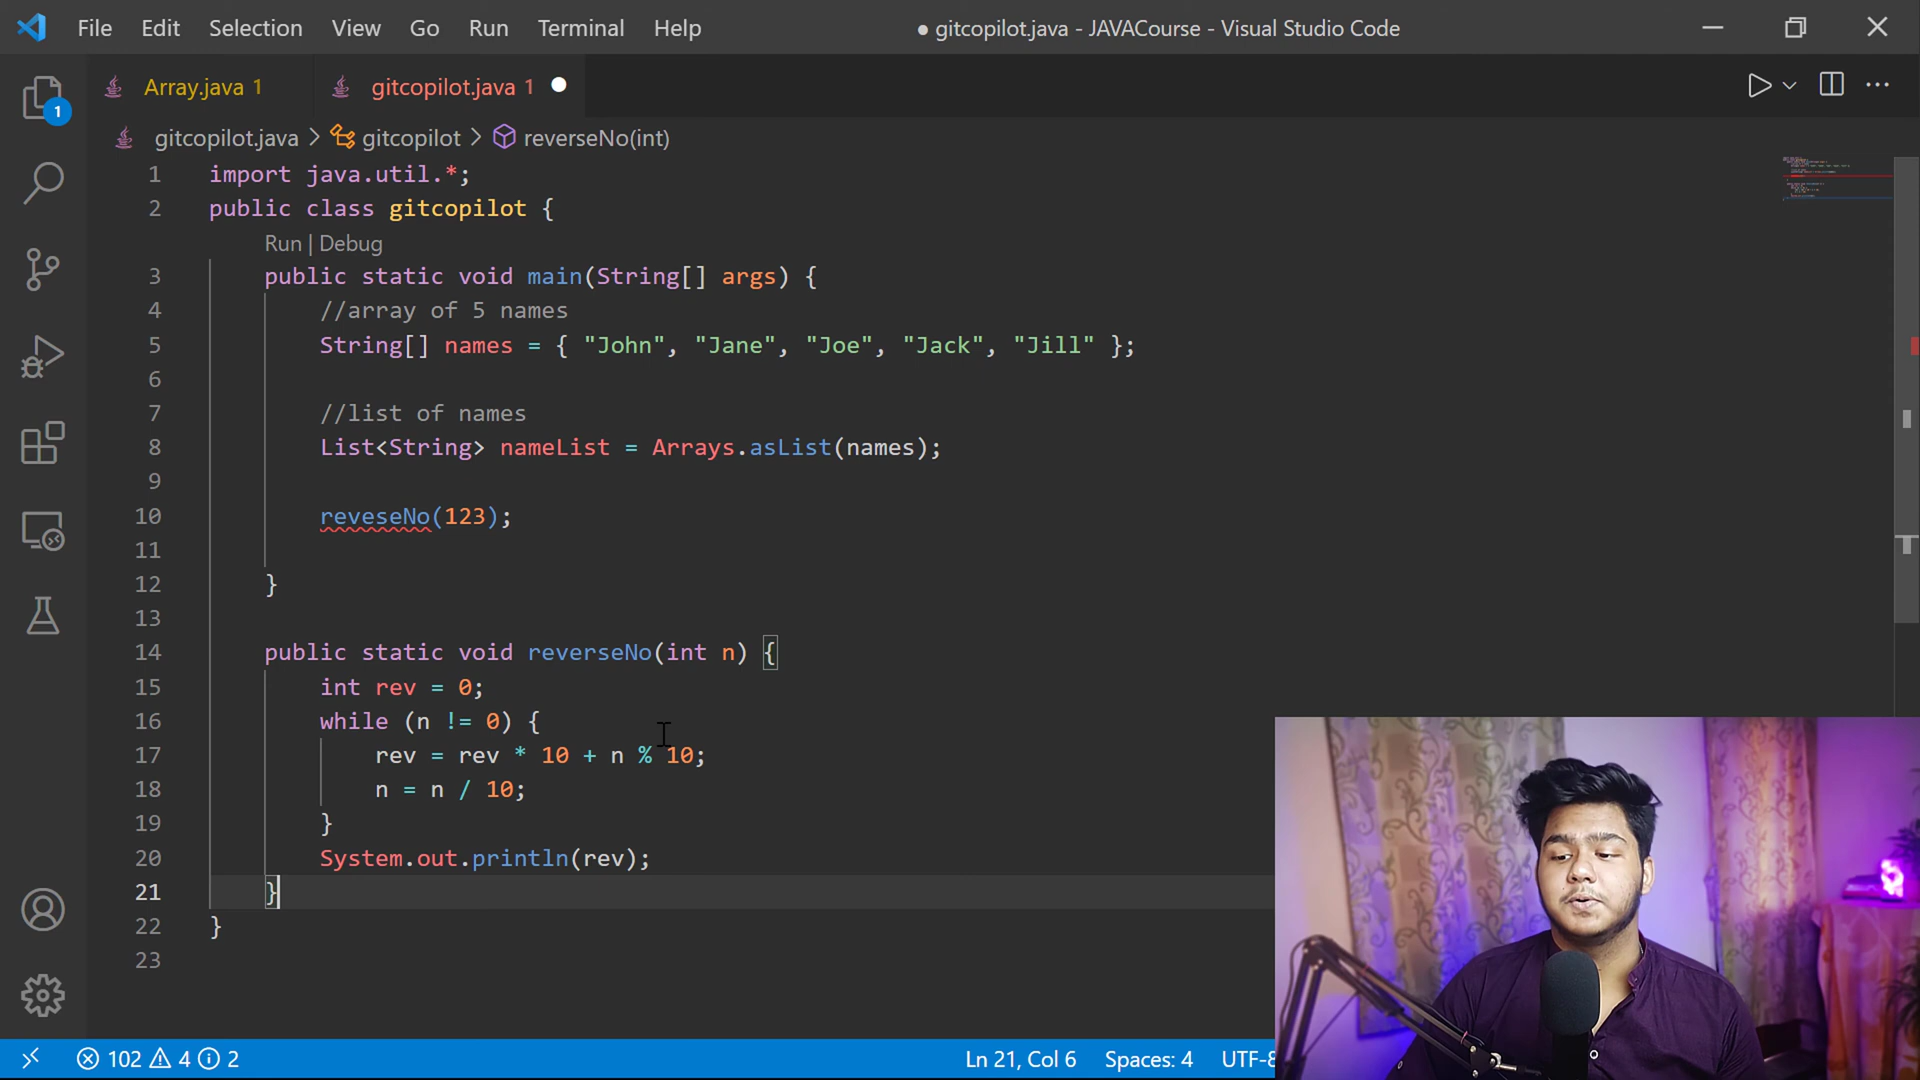 File Edit Selection View Go Run Terminal Help ● gitcopilot.java - JAVACourse - Visual Studio Code
1 Array.java 1 gitcopilot.java 1
gitcopilot.java > gitcopilot > reverseNo(int)
1 import java.util.*;
2 public class gitcopilot {
Run | Debug
3 public static void main(String[] args) {
4 //array of 5 names
5 String[] names = { "John", "Jane", "Joe", "Jack", "Jill" };
6
7 //list of names
8 List<String> nameList = Arrays.asList(names);
9
10 reveseNo(123);
11
12 }
13
14 public static void reverseNo(int n) {
15 int rev = 0;
16 while (n != 0) {
17 rev = rev * 10 + n % 10;
18 n = n / 10;
19 }
20 System.out.println(rev);
21 }
22 }
23
102 4 2 Ln 21, Col 6 Spaces: 4 UTF-8